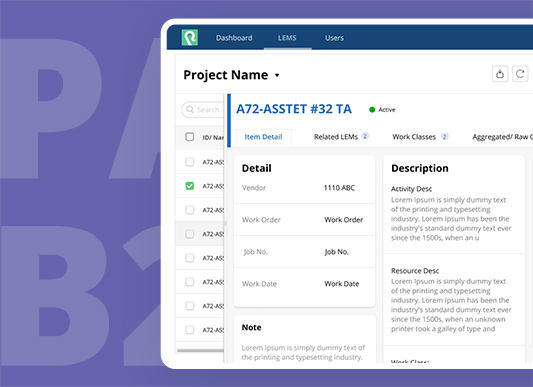 PA
B2
Dashboard
LEMS
Users
Project Name
Search
ID/ Nar
A72-ASS
A72-ASS
A72-ASS
A72-ASS
A72-ASS
A72-ASS
A72-ASS
A72-ASS
A72-ASSTET #32 TA
Active
Item Detail
Related LEMs 2
Work Classes 2
Aggregated/ Raw C
Detail
Vendor 1110 ABC
Work Order Work Order
Job No. Job No.
Work Date Work Date
Note
Lorem Ipsum is simply dummy text of
the printing and typesetting industry.
Description
Activity Desc
Lorem Ipsum is simply dummy text
of the printing and typesetting
industry. Lorem Ipsum has been the
industry's standard dummy text ever
since the 1500s, when an u
Resource Desc
Lorem Ipsum is simply dummy text
of the printing and typesetting
industry. Lorem Ipsum has been the
industry's standard dummy text ever
since the 1500s, when an unknown
printer took a galley of type and
Work Class: